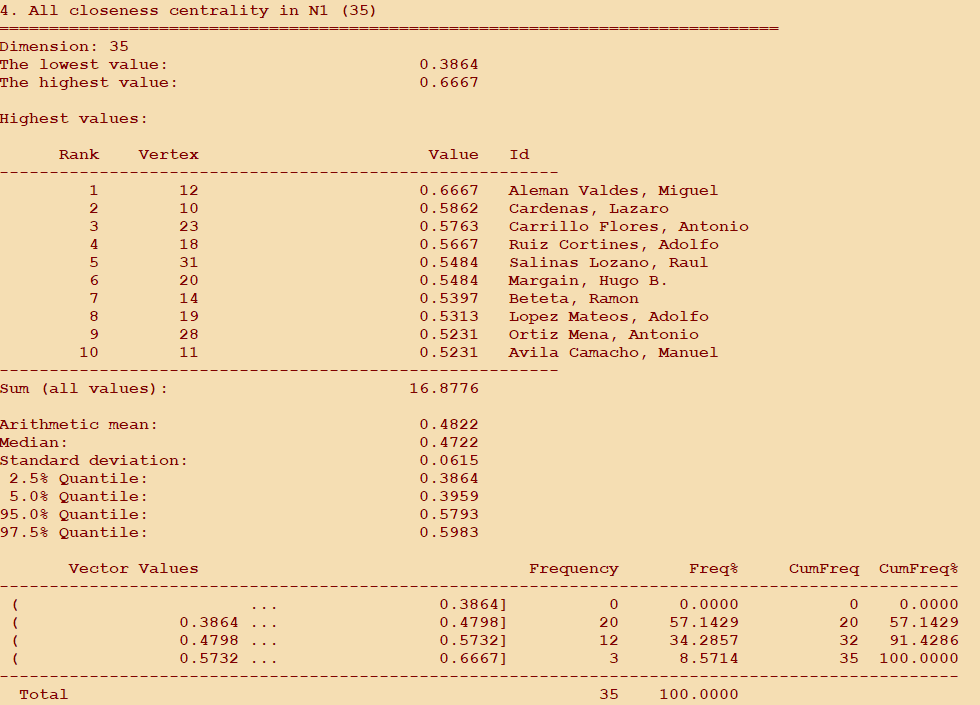 4. All closeness centrality in N1 (35)
==============================================================================
Dimension: 35
The lowest value:                         0.3864
The highest value:                        0.6667
Highest values:
      Rank    Vertex                       Value   Id
--------------------------------------------------------
         1        12                      0.6667   Aleman Valdes, Miguel
         2        10                      0.5862   Cardenas, Lazaro
         3        23                      0.5763   Carrillo Flores, Antonio
         4        18                      0.5667   Ruiz Cortines, Adolfo
         5        31                      0.5484   Salinas Lozano, Raul
         6        20                      0.5484   Margain, Hugo B.
         7        14                      0.5397   Beteta, Ramon
         8        19                      0.5313   Lopez Mateos, Adolfo
         9        28                      0.5231   Ortiz Mena, Antonio
        10        11                      0.5231   Avila Camacho, Manuel
--------------------------------------------------------
Sum (all values):                        16.8776
Arithmetic mean:                          0.4822
Median:                                   0.4722
Standard deviation:                       0.0615
 2.5% Quantile:                           0.3864
 5.0% Quantile:                           0.3959
95.0% Quantile:                           0.5793
97.5% Quantile:                           0.5983
       Vector Values                                 Frequency       Freq%     CumFreq  CumFreq%
------------------------------------------------------------------------------------------------
 (                       ...                0.3864]          0      0.0000           0    0.0000
 (                0.3864 ...                0.4798]         20     57.1429          20   57.1429
 (                0.4798 ...                0.5732]         12     34.2857          32   91.4286
 (                0.5732 ...                0.6667]          3      8.5714          35  100.0000
------------------------------------------------------------------------------------------------
  Total                                                     35    100.0000